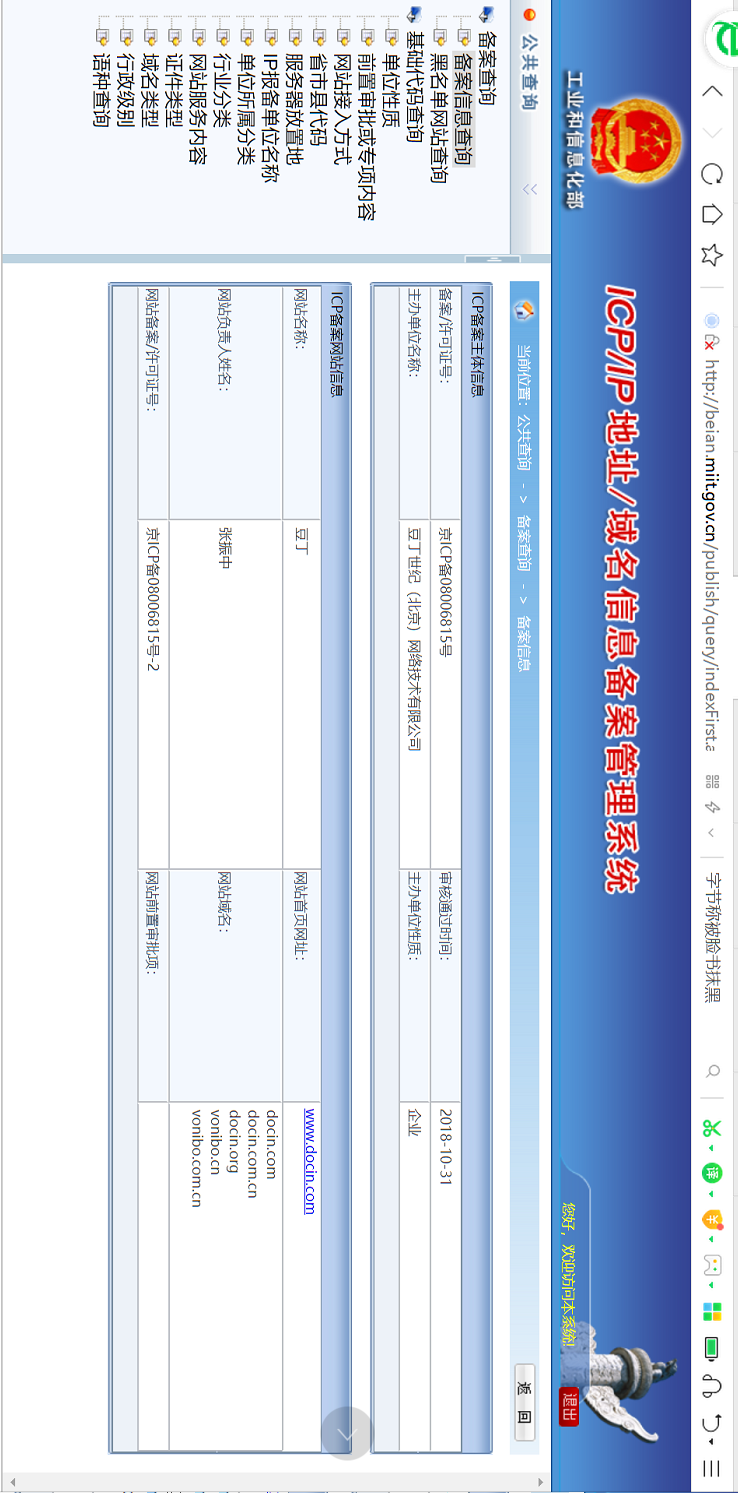 http://beian.miit.gov.cn/publish/query/indexFirst.a
字节称被脸书抹黑
工业和信息化部
ICP/IP地址/域名信息备案管理系统
您好，欢迎访问本系统!
退出
公共查询
备案查询
备案信息查询
黑名单网站查询
基础代码查询
单位性质
前置审批或专项内容
网站接入方式
省市县代码
服务器放置地
IP报备单位名称
单位所属分类
行业分类
网站服务内容
证件类型
域名类型
行政级别
语种查询
当前位置：公共查询 -> 备案查询 -> 备案信息
返 回
ICP备案主体信息
备案/许可证号： 京ICP备08006815号 审核通过时间： 2018-10-31
主办单位名称： 豆丁世纪（北京）网络技术有限公司 主办单位性质： 企业
ICP备案网站信息
网站名称： 豆丁 网站首页网址： www.docin.com
网站负责人姓名： 张振中 网站域名： docin.com
docin.com.cn
docin.org
vonibo.cn
vonibo.com.cn
网站备案/许可证号： 京ICP备08006815号-2 网站前置审批项：